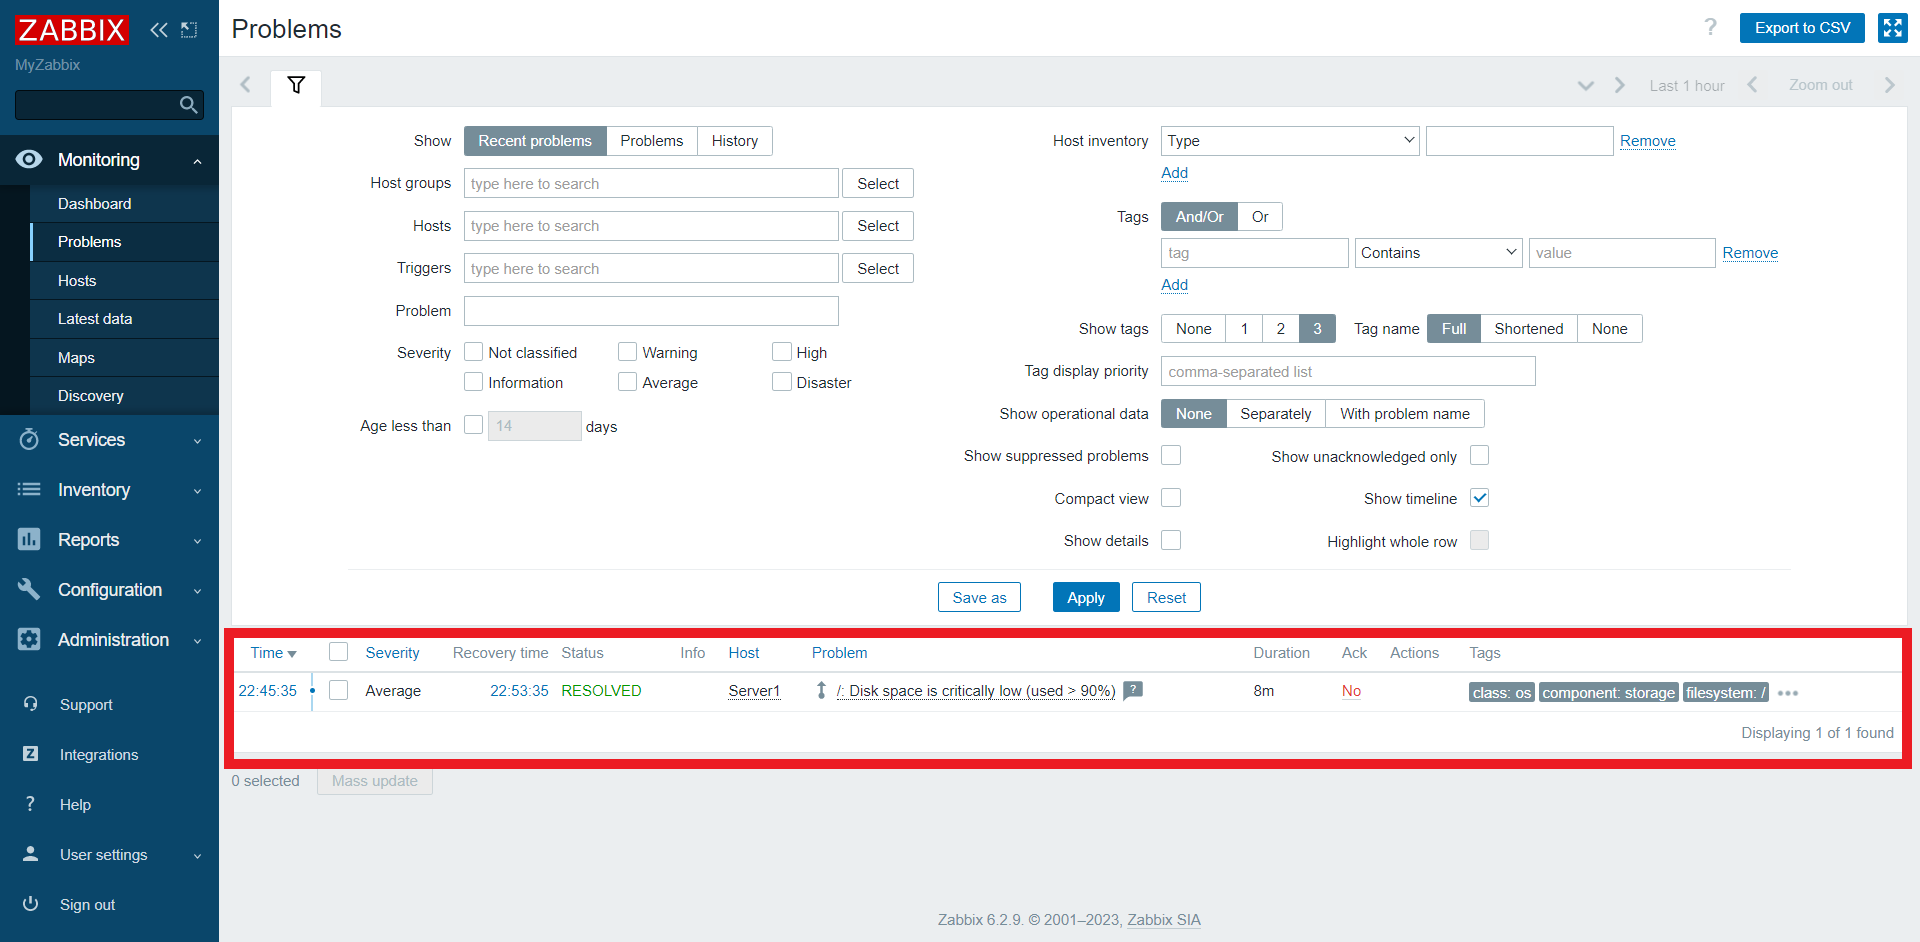 ZABBIX
MyZabbix
Monitoring
Dashboard
Problems
Hosts
Latest data
Maps
Discovery
Services
Inventory
Reports
Configuration
Administration
Support
Z Integrations
? Help
User settings
Sign out
Problems
? Export to CSV
Last 1 hour Zoom out
Show Recent problems Problems History
Host groups type here to search Select
Hosts type here to search Select
Triggers type here to search Select
Problem
Severity Not classified Warning High
Information Average Disaster
Age less than 14 days
Host inventory Type Remove
Add
Tags And/Or Or
tag Contains value Remove
Add
Show tags None 1 2 3 Tag name Full Shortened None
Tag display priority comma-separated list
Show operational data None Separately With problem name
Show suppressed problems Show unacknowledged only
Compact view Show timeline
Show details Highlight whole row
Save as Apply Reset
Time Severity Recovery time Status Info Host Problem Duration Ack Actions Tags
22:45:35 Average 22:53:35 RESOLVED Server1 /: Disk space is critically low (used > 90%) ? 8m No class: os component: storage filesystem: / •••
Displaying 1 of 1 found
0 selected Mass update
Zabbix 6.2.9. © 2001–2023, Zabbix SIA